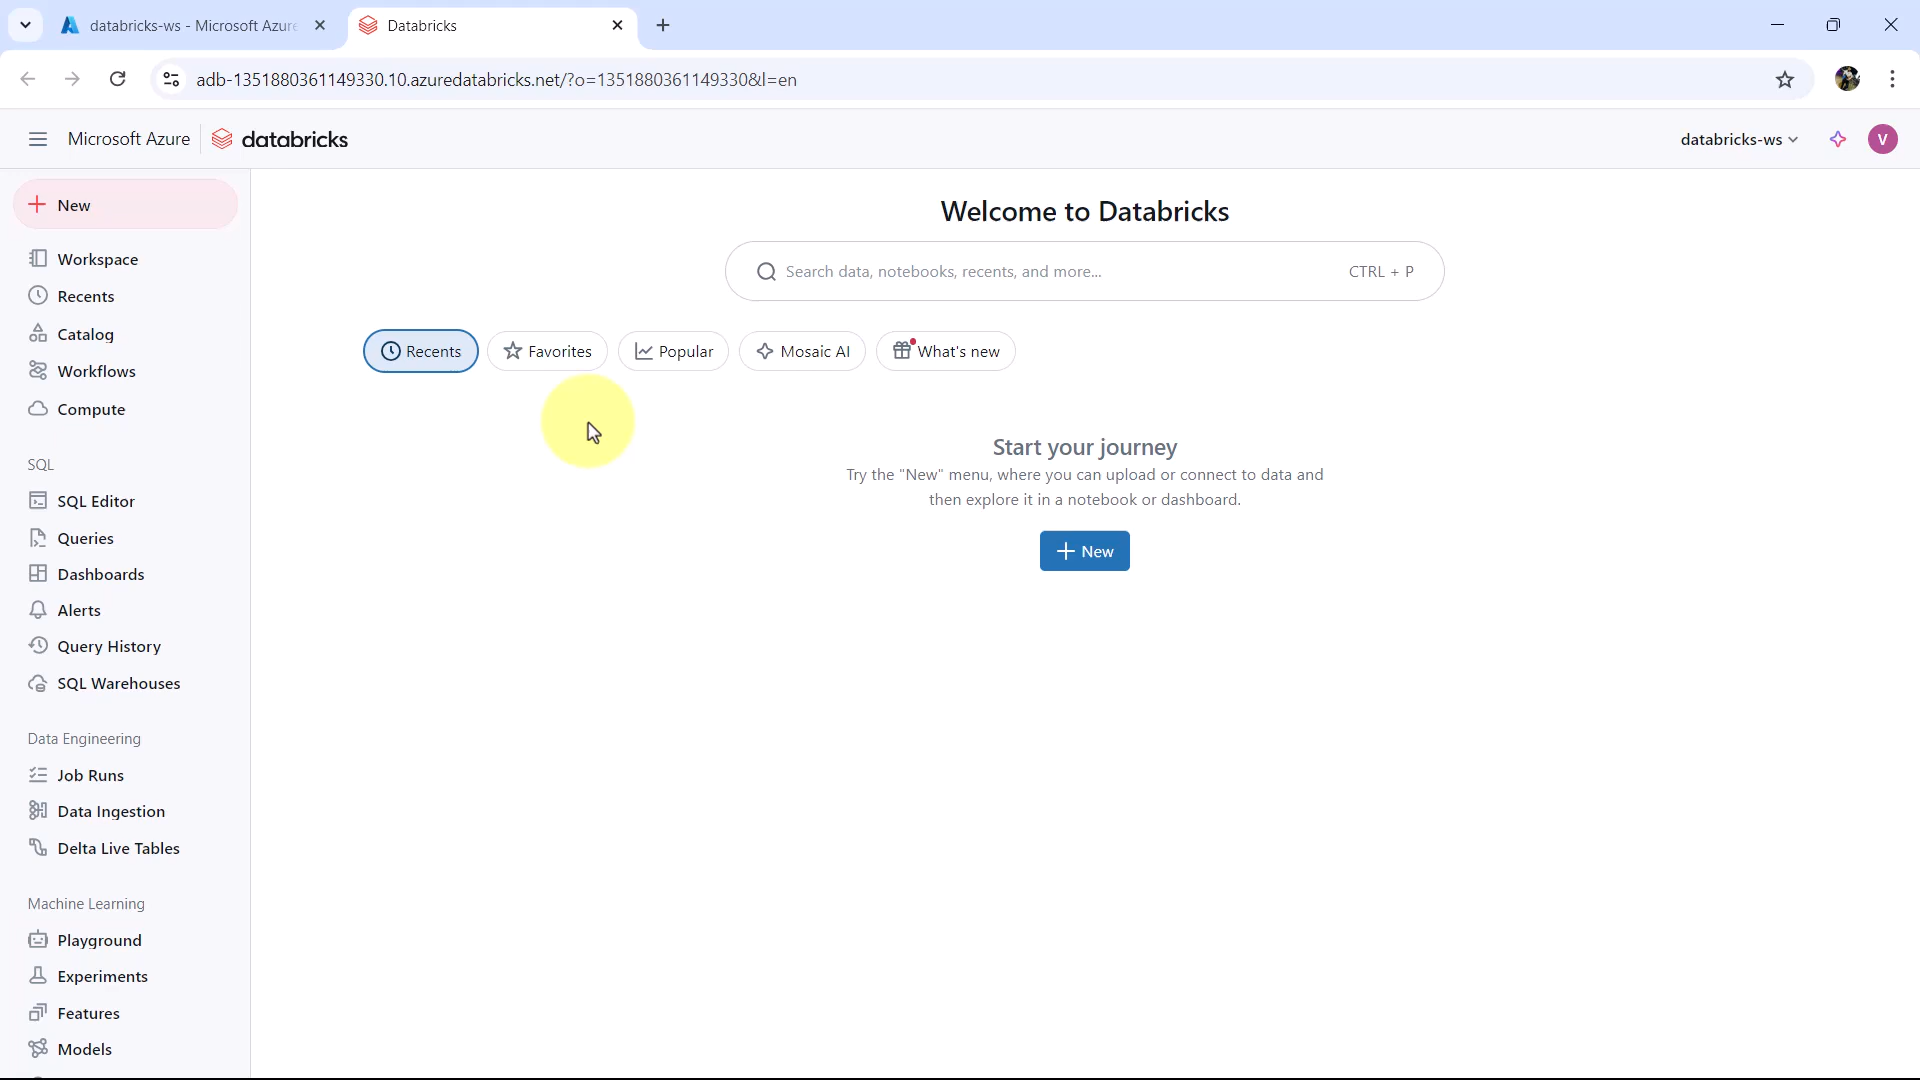 databricks-ws - Microsoft Azure
Databricks
adb-1351880361149330.10.azuredatabricks.net/?o=1351880361149330&l=en
Microsoft Azure
databricks
databricks-ws
V
New
Workspace
Recents
Catalog
Workflows
Compute
SQL
SQL Editor
Queries
Dashboards
Alerts
Query History
SQL Warehouses
Data Engineering
Job Runs
Data Ingestion
Delta Live Tables
Machine Learning
Playground
Experiments
Features
Models
Welcome to Databricks
Search data, notebooks, recents, and more... CTRL + P
Recents Favorites Popular Mosaic AI What's new
Start your journey
Try the "New" menu, where you can upload or connect to data and
then explore it in a notebook or dashboard.
New